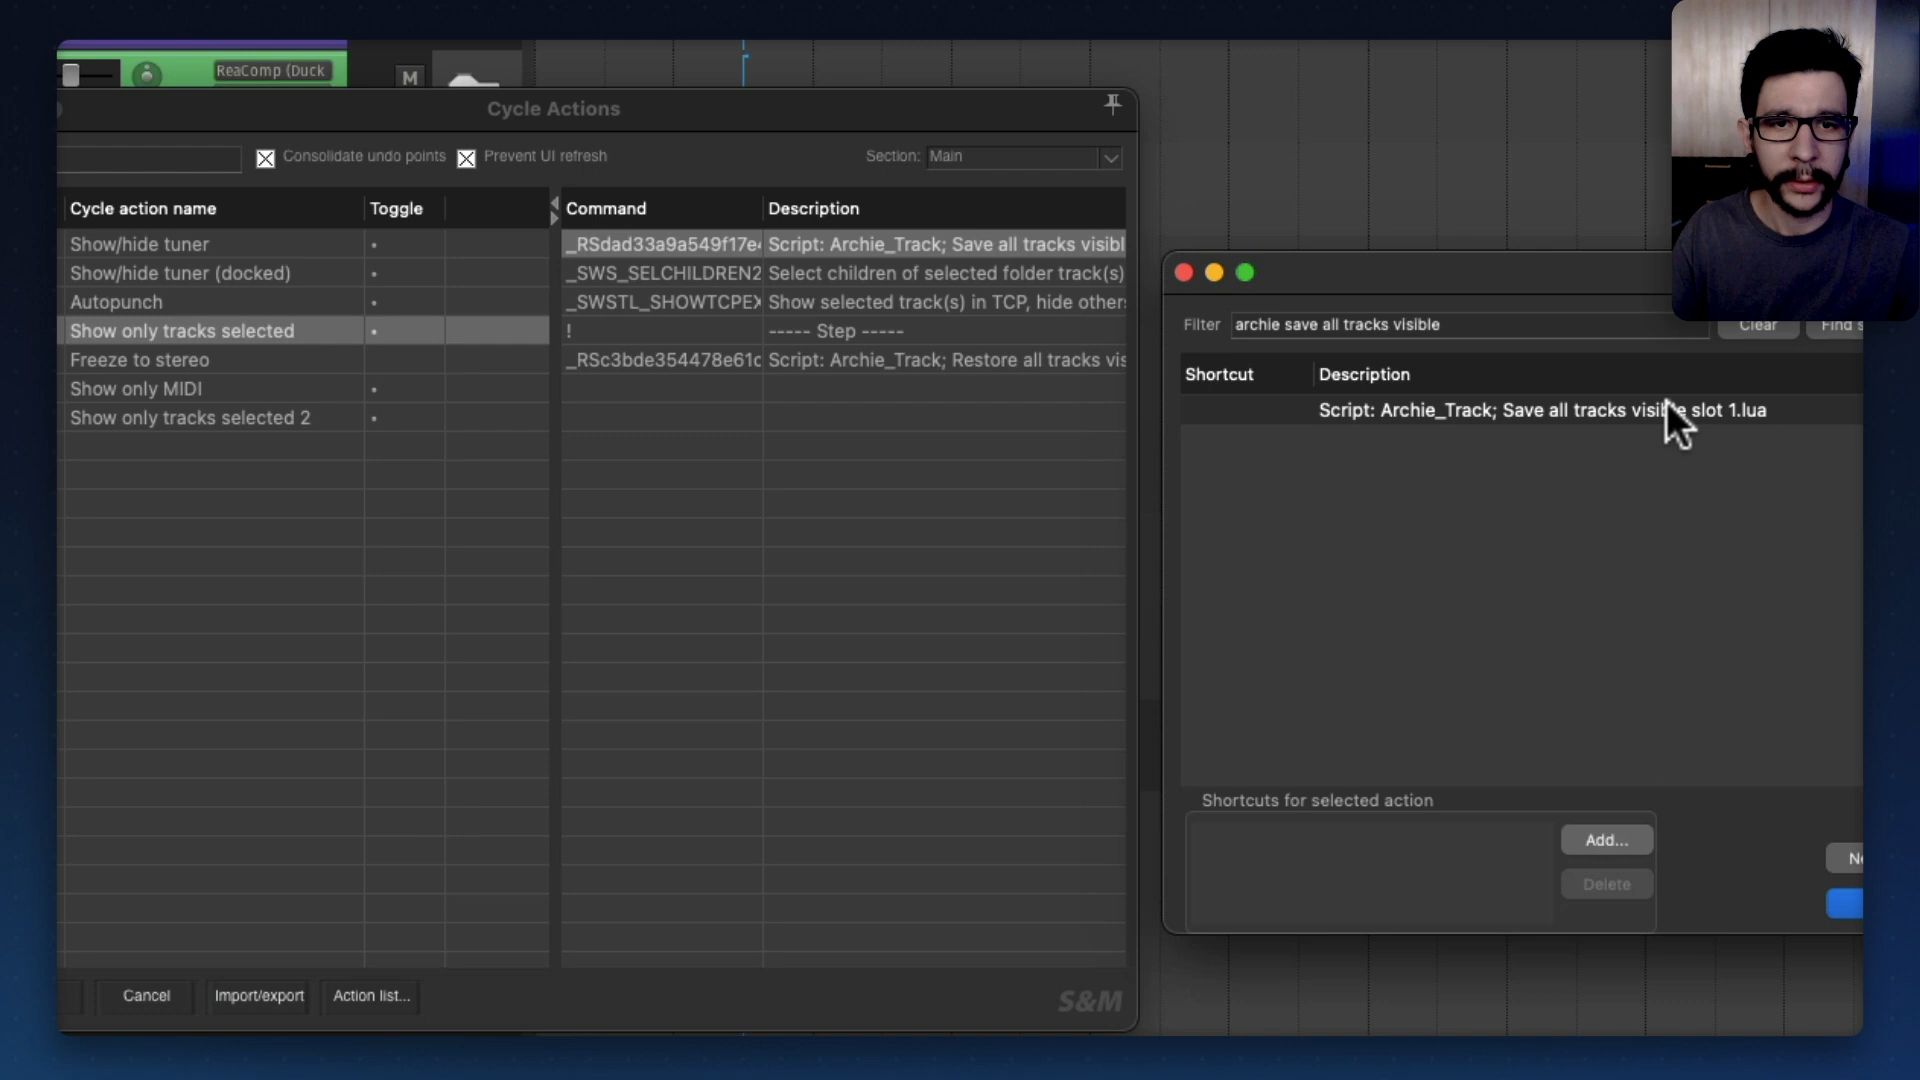 ReaComp (Duck
M
Cycle Actions
Consolidate undo points
Prevent UI refresh
Section:
Main
Cycle action name
Toggle
Command
Description
Show/hide tuner
_RSdad33a9a549f17e
Script: Archie_Track; Save all tracks visibl
Show/hide tuner (docked)
_SWS_SELCHILDREN2
Select children of selected folder track(s)
Autopunch
_SWSTL_SHOWTCPEX
Show selected track(s) in TCP, hide others
Show only tracks selected
!
----- Step -----
Freeze to stereo
_RSc3bde354478e61c
Script: Archie_Track; Restore all tracks vis
Show only MIDI
Show only tracks selected 2
Cancel
Import/export
Action list...
S&M
Filter
archie save all tracks visible
Clear
Find s
Shortcut
Description
Script: Archie_Track; Save all tracks visible slot 1.lua
Shortcuts for selected action
Add...
Delete
Ne